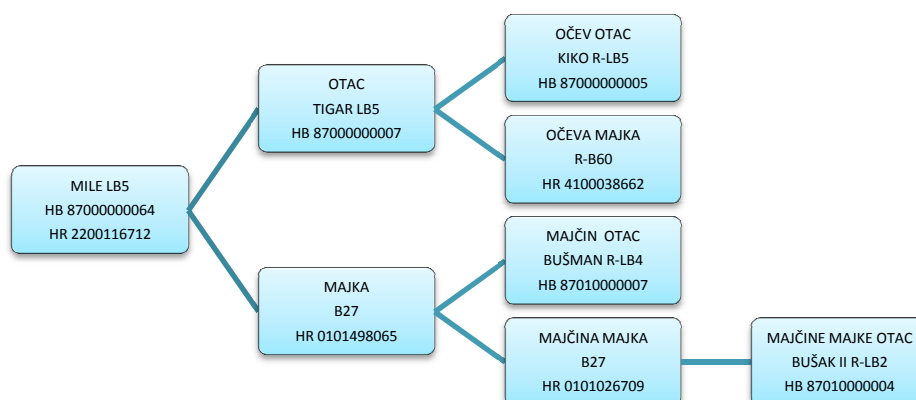 OČEV OTAC
KIKO R-LB5
HB 87000000005
OTAC
TIGAR LB5
HB 87000000007
OČEVA MAJKA
R-B60
HR 4100038662
MILE LB5
HB 87000000064
HR 2200116712
MAJČIN  OTAC
BUŠMAN R-LB4
HB 87010000007
MAJKA
B27
HR 0101498065
MAJČINA MAJKA
B27
HR 0101026709
MAJČINE MAJKE OTAC
BUŠAK II R-LB2
HB 87010000004